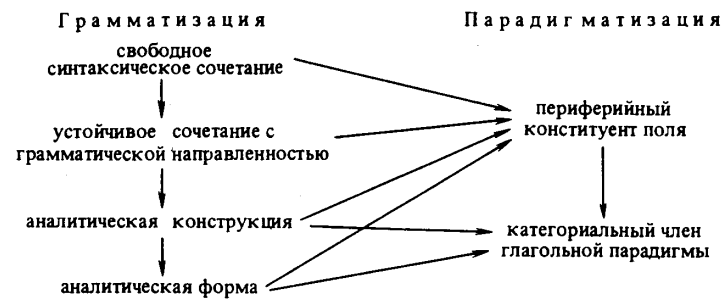 Грамматизация
Парадигматизация
свободное
синтаксическое сочетание
периферийный
конституент поля
устойчивое сочетание с
грамматической направленностью
аналитическая конструкция
категориальный член
глагольной парадигмы
аналитическая форма